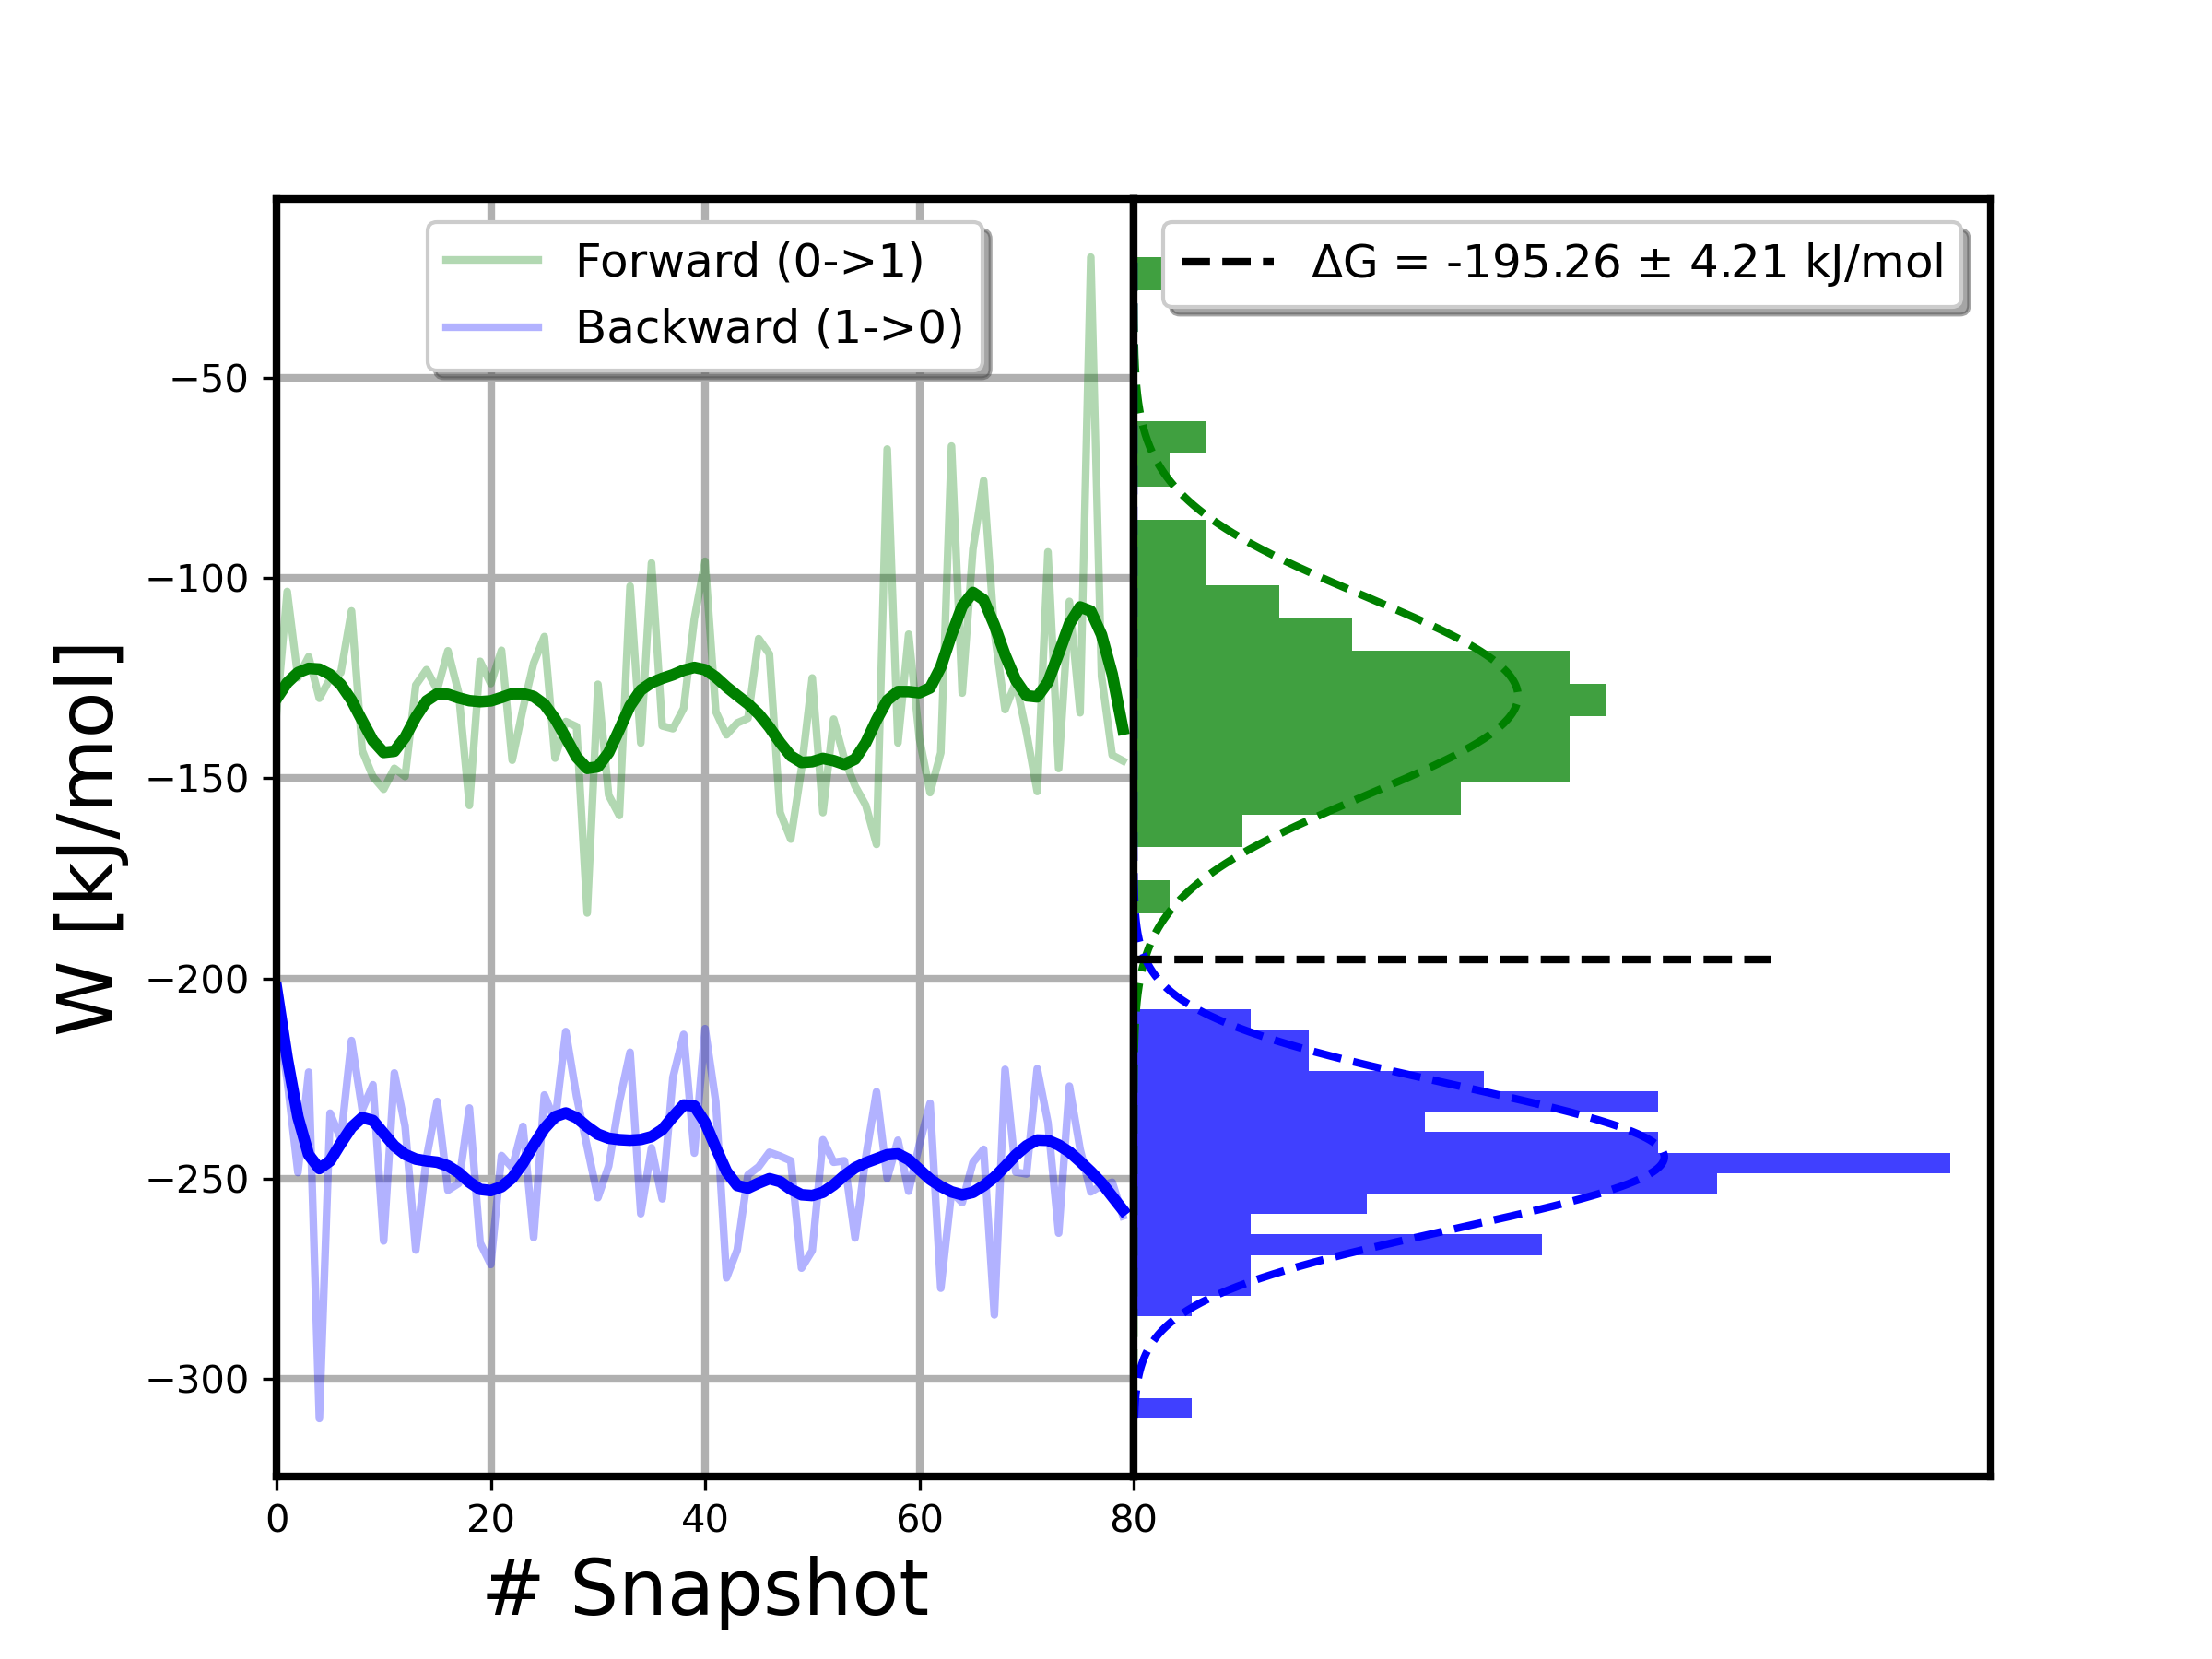 Forward (0->1)
Backward (1->0)
ΔG = -195.26 ± 4.21 kJ/mol
W [kJ/mol]
−50
−100
−150
−200
−250
−300
0 20 40 60 80
# Snapshot